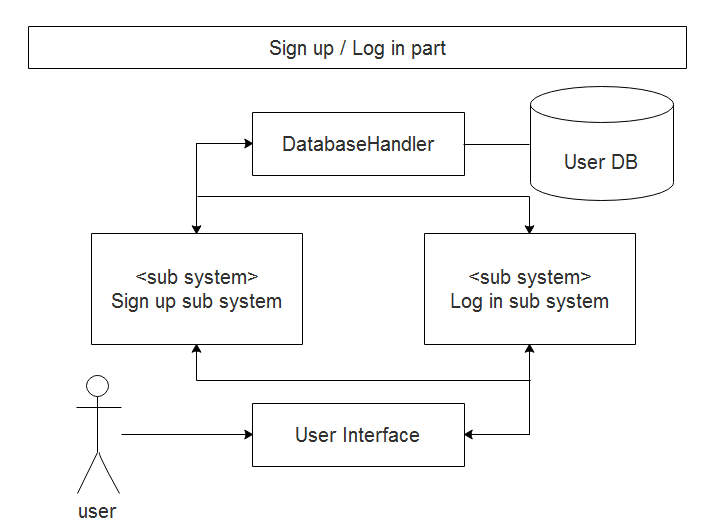 Sign up / Log in part
DatabaseHandler
User DB
<sub system>
Sign up sub system
<sub system>
Log in sub system
User Interface
user